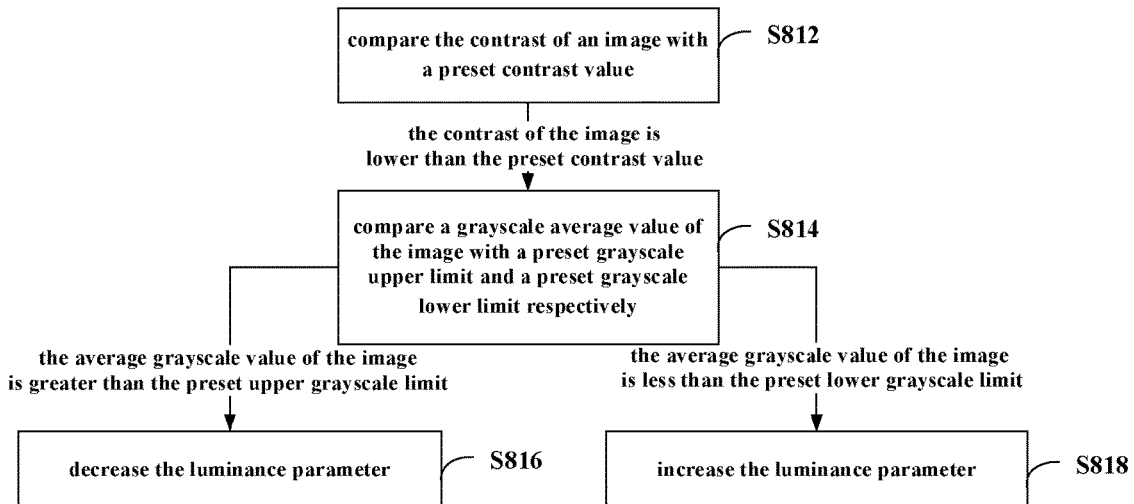 compare the contrast of an image with
a preset contrast value
S812
the contrast of the image is
lower than the preset contrast value
compare a grayscale average value of
the image with a preset grayscale
upper limit and a preset grayscale
lower limit respectively
S814
the average grayscale value of the image
is greater than the preset upper grayscale limit
the average grayscale value of the image
is less than the preset lower grayscale limit
decrease the luminance parameter
S816
increase the luminance parameter
S818